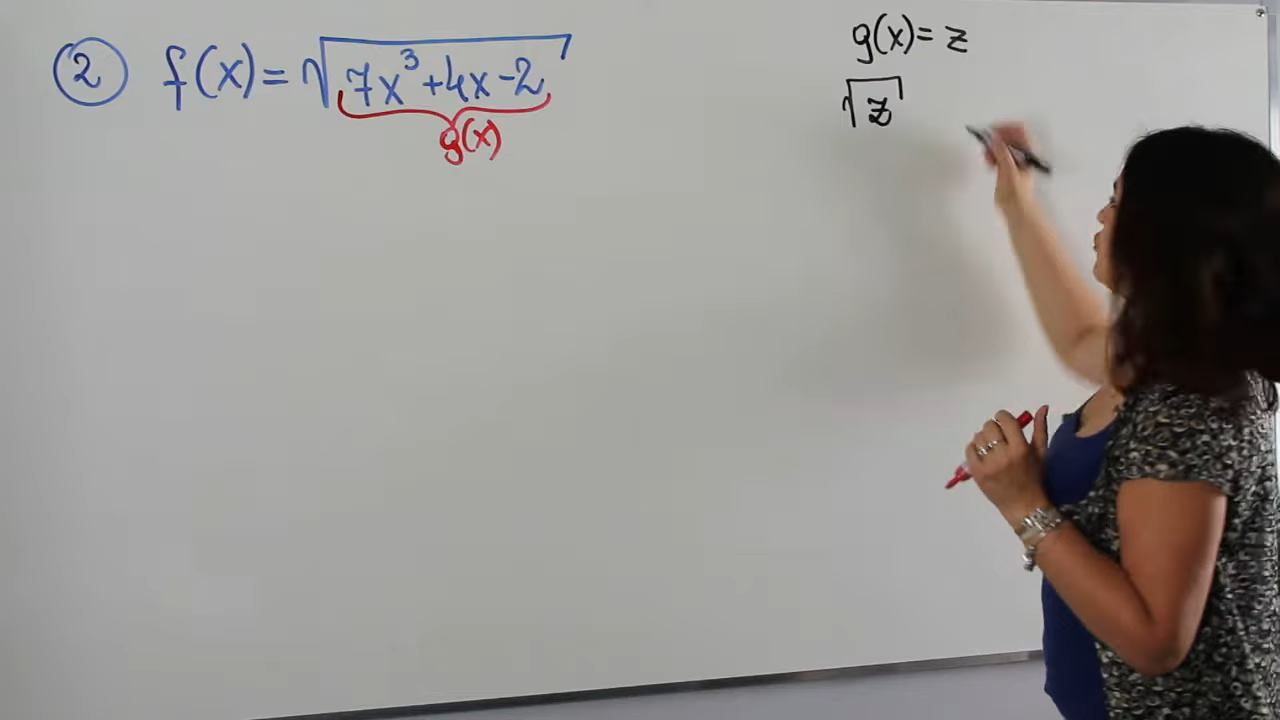 ② f(x)=√7x³+4x-2
g(x)
g(x)= z
√z